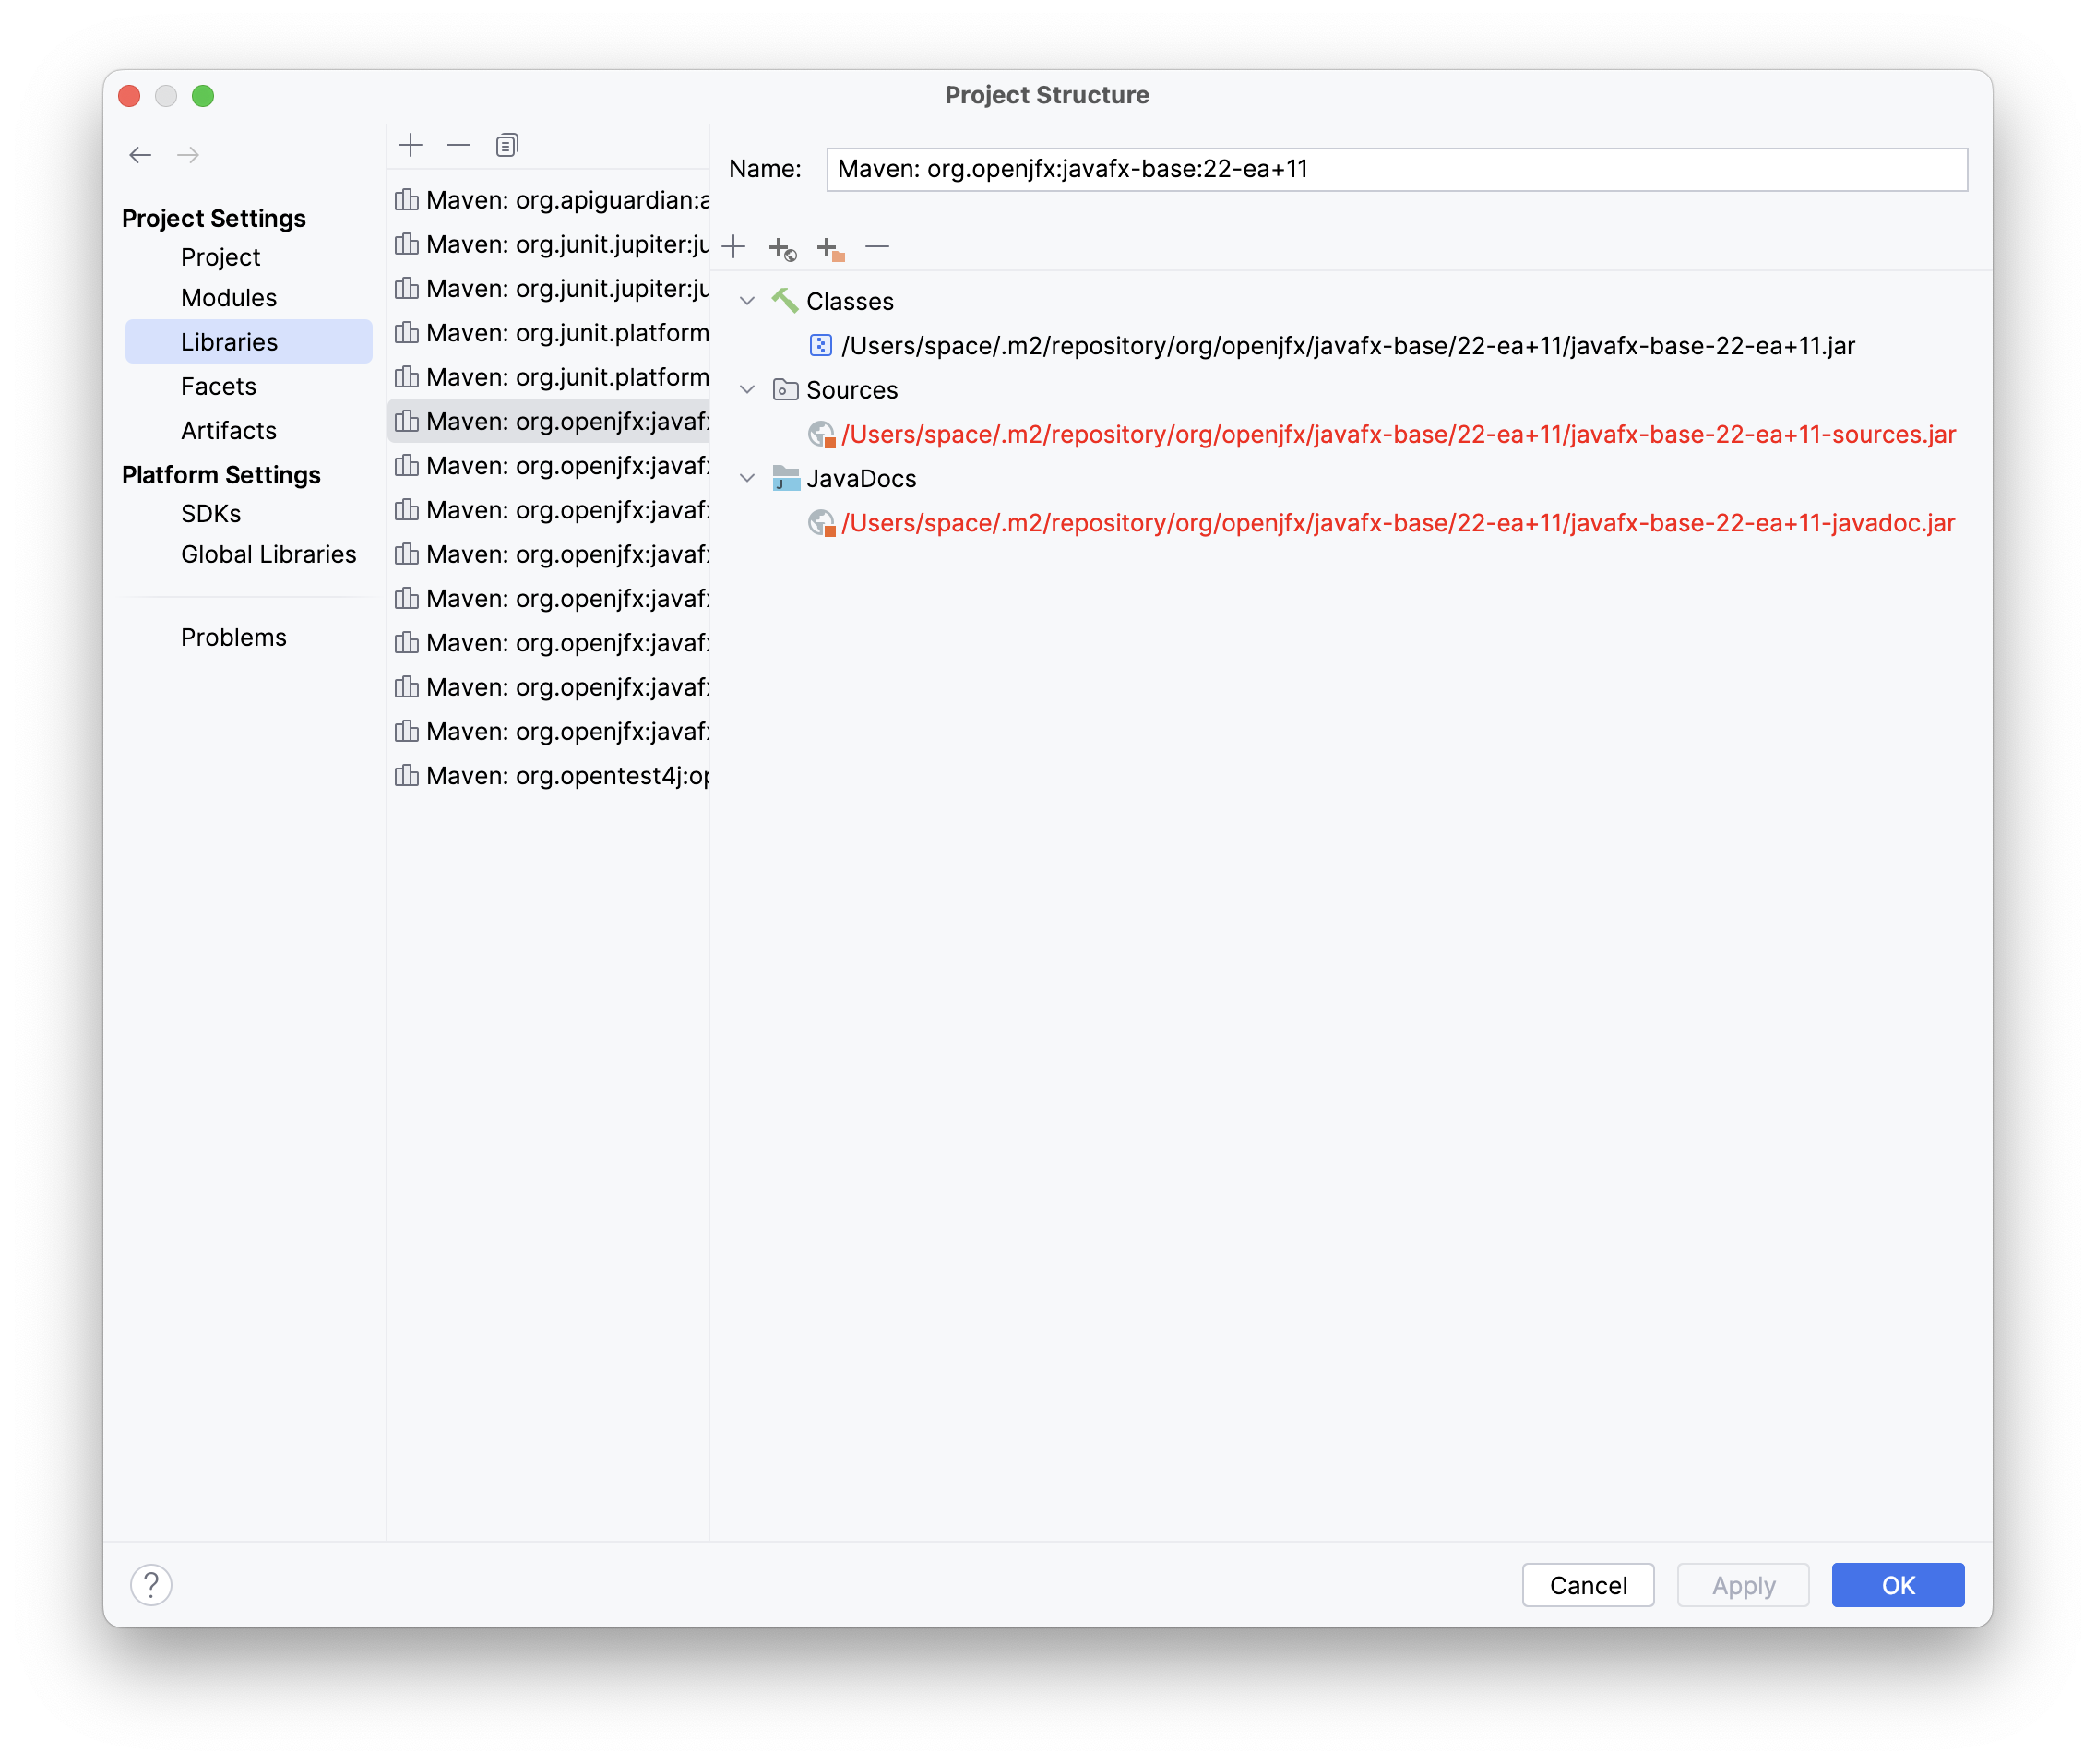 Project Structure
Project Settings
Project
Modules
Libraries
Facets
Artifacts
Platform Settings
SDKs
Global Libraries
Problems
Maven: org.apiguardian:a
Maven: org.junit.jupiter:ju
Maven: org.junit.jupiter:ju
Maven: org.junit.platform
Maven: org.junit.platform
Maven: org.openjfx:javaf
Maven: org.openjfx:javaf
Maven: org.openjfx:javaf
Maven: org.openjfx:javaf
Maven: org.openjfx:javaf
Maven: org.openjfx:javaf
Maven: org.openjfx:javaf
Maven: org.openjfx:javaf
Maven: org.opentest4j:op
Name: Maven: org.openjfx:javafx-base:22-ea+11
Classes
/Users/space/.m2/repository/org/openjfx/javafx-base/22-ea+11/javafx-base-22-ea+11.jar
Sources
/Users/space/.m2/repository/org/openjfx/javafx-base/22-ea+11/javafx-base-22-ea+11-sources.jar
JavaDocs
/Users/space/.m2/repository/org/openjfx/javafx-base/22-ea+11/javafx-base-22-ea+11-javadoc.jar
? Cancel Apply OK